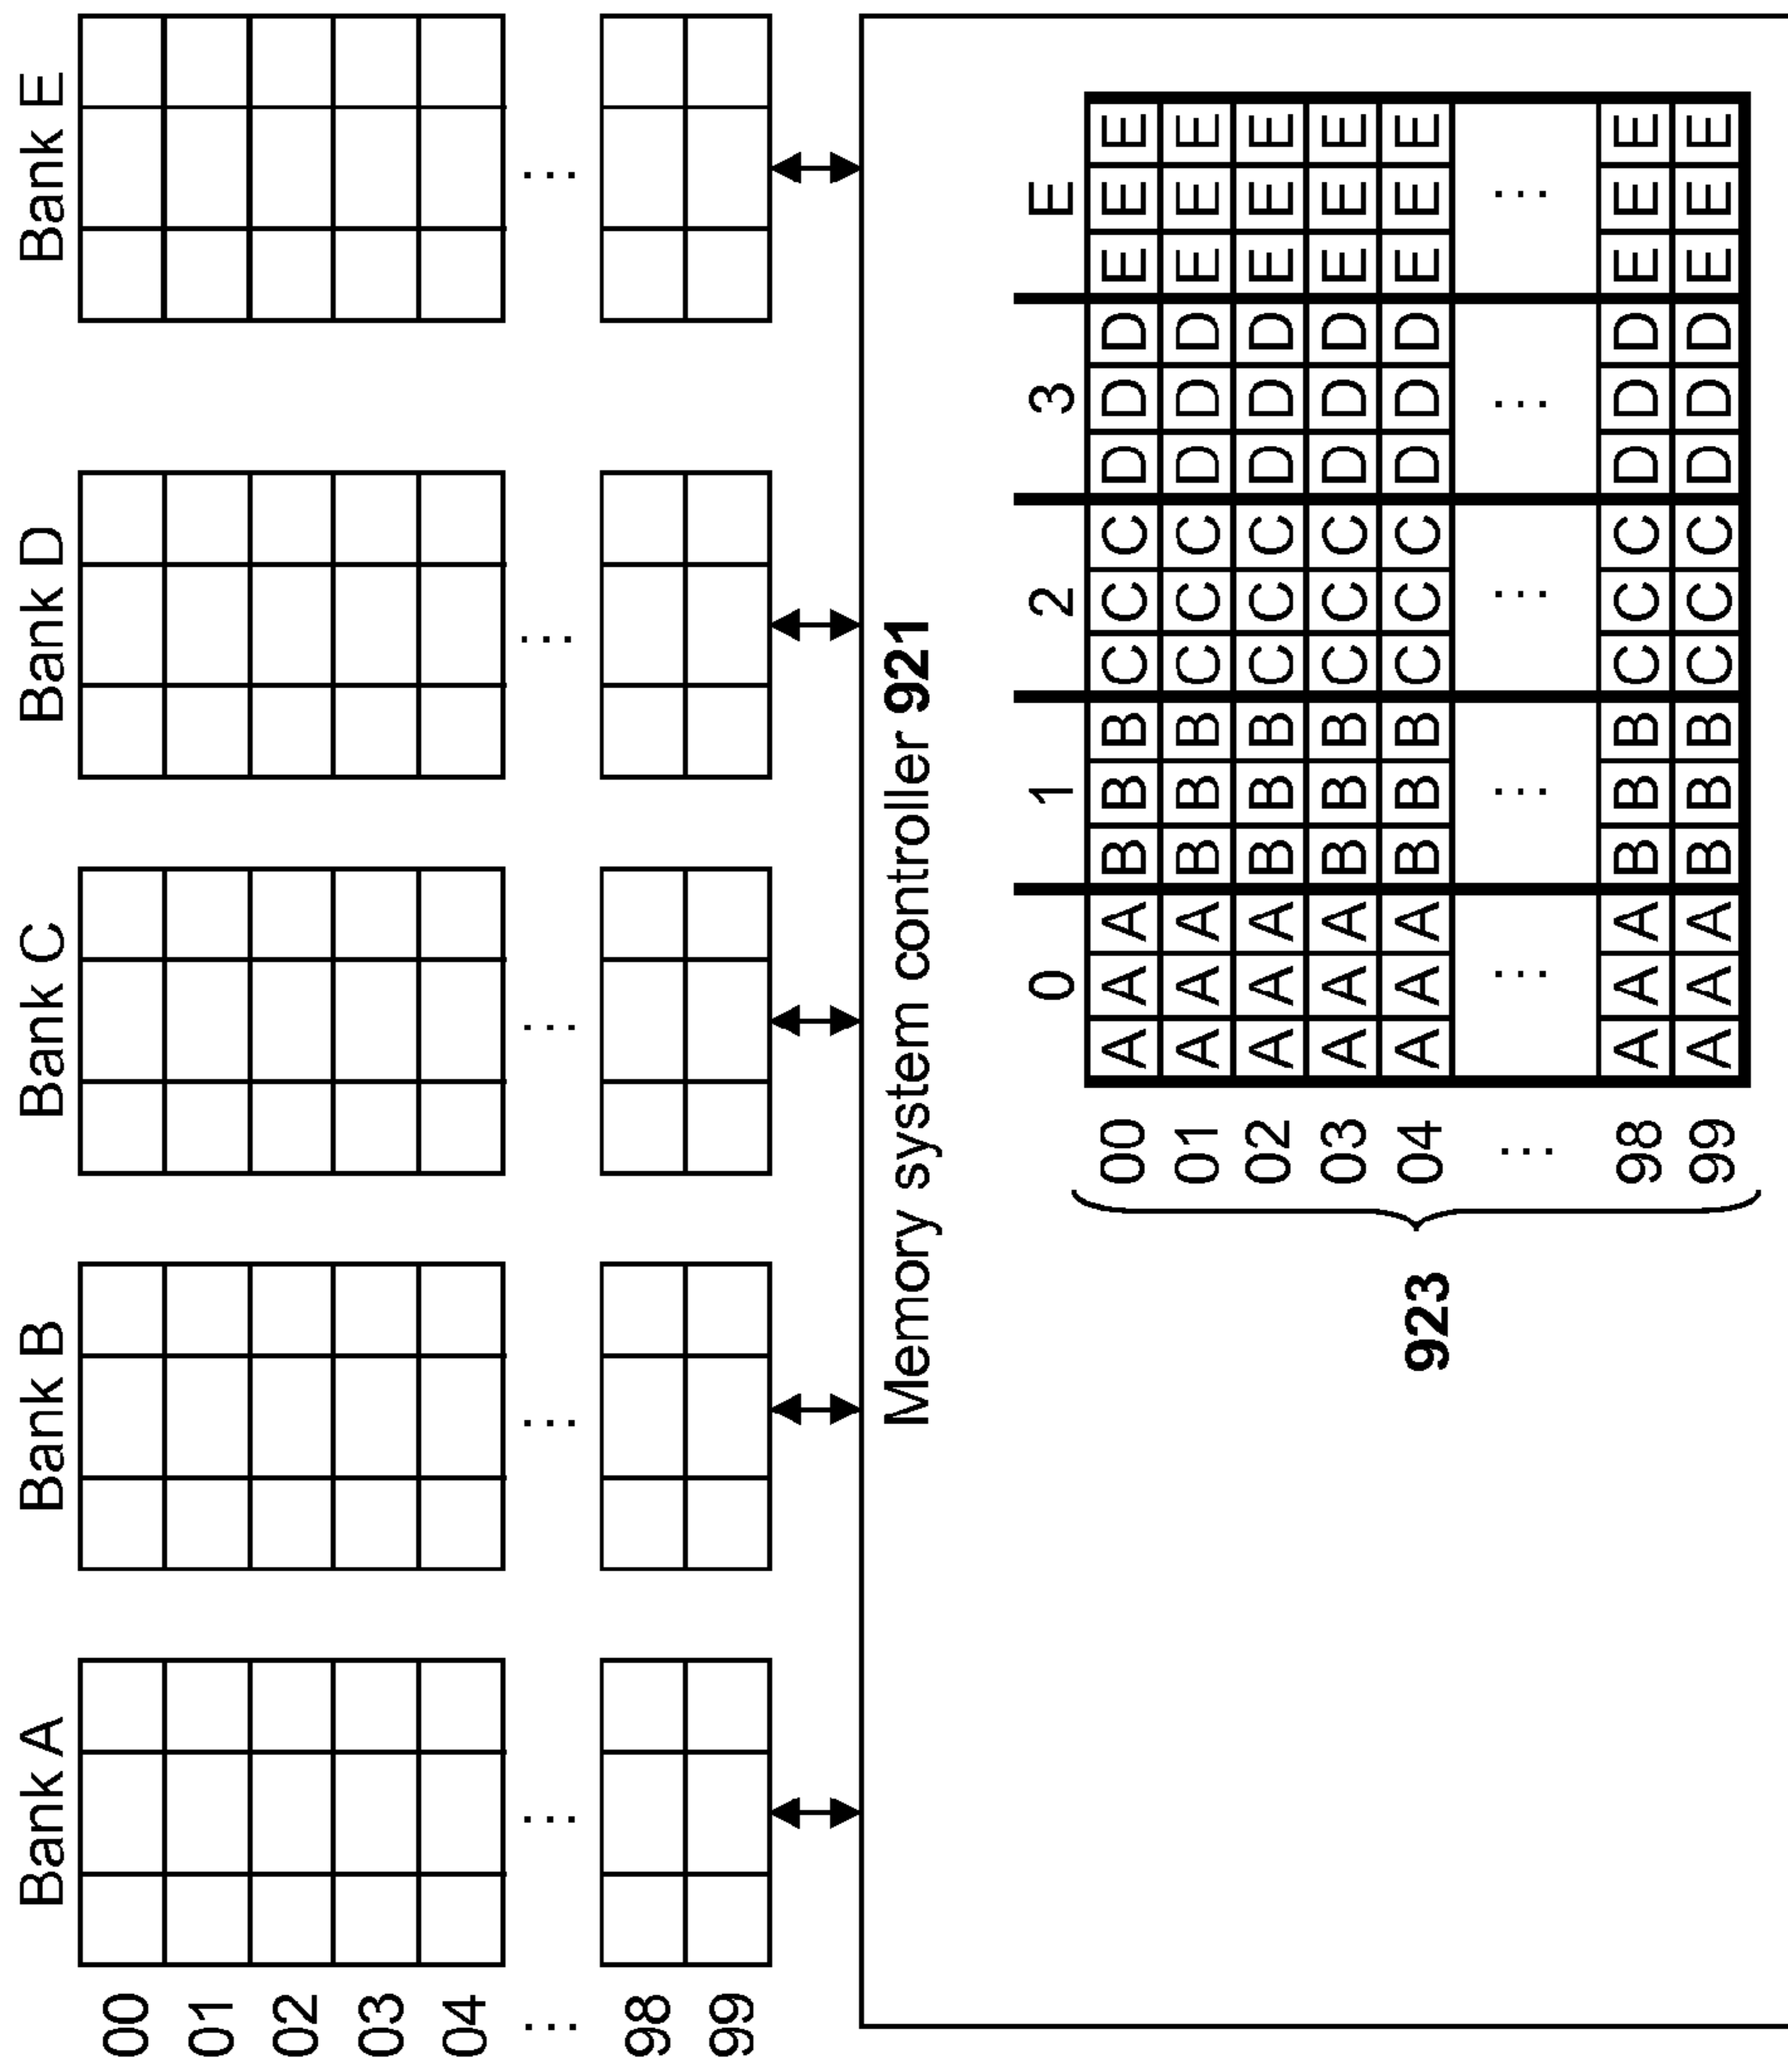 Bank A Bank B Bank C Bank D Bank E
00
01
02
03
04
... ... ... ... ... ...
98
99
Memory system controller 921
0 1 2 3 E
00 A A A B B B C C C D D D E E E
01 A A A B B B C C C D D D E E E
02 A A A B B B C C C D D D E E E
03 A A A B B B C C C D D D E E E
04 A A A B B B C C C D D D E E E
923
... ... ... ... ... ...
98 A A A B B B C C C D D D E E E
99 A A A B B B C C C D D D E E E